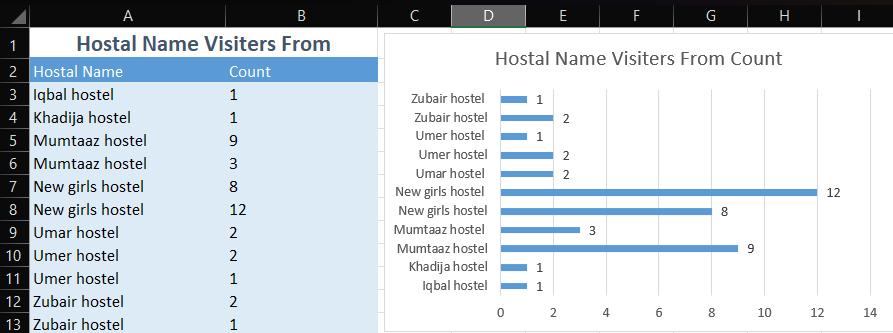 A B C D E F G H I
1 Hostal Name Visiters From
2 Hostal Name Count
3 Iqbal hostel 1
4 Khadija hostel 1
5 Mumtaaz hostel 9
6 Mumtaaz hostel 3
7 New girls hostel 8
8 New girls hostel 12
9 Umar hostel 2
10 Umer hostel 2
11 Umer hostel 1
12 Zubair hostel 2
13 Zubair hostel 1
Hostal Name Visiters From Count
Zubair hostel 1
Zubair hostel 2
Umer hostel 1
Umer hostel 2
Umar hostel 2
New girls hostel 12
New girls hostel 8
Mumtaaz hostel 3
Mumtaaz hostel 9
Khadija hostel 1
Iqbal hostel 1
0 2 4 6 8 10 12 14